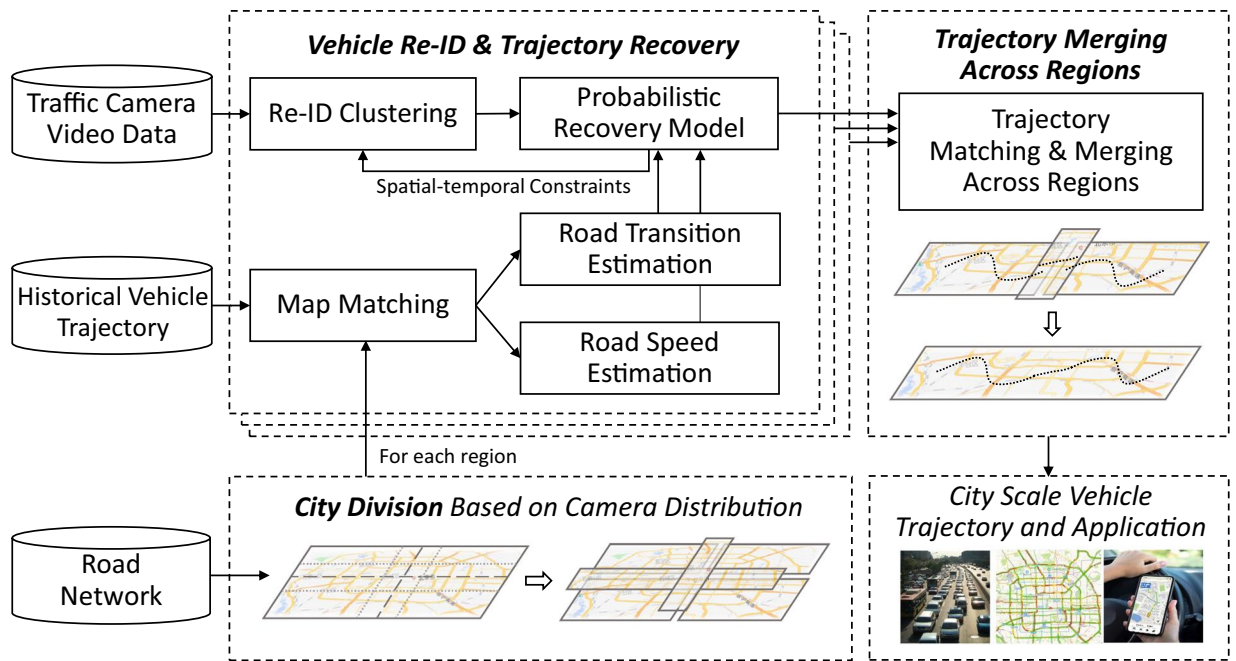 Vehicle Re-ID & Trajectory Recovery
Traffic Camera
Video Data
Re-ID Clustering
Probabilistic
Recovery Model
Spatial-temporal Constraints
Historical Vehicle
Trajectory
Map Matching
Road Transition
Estimation
Road Speed
Estimation
Trajectory Merging
Across Regions
Trajectory
Matching & Merging
Across Regions
For each region
Road
Network
City Division Based on Camera Distribution
City Scale Vehicle
Trajectory and Application